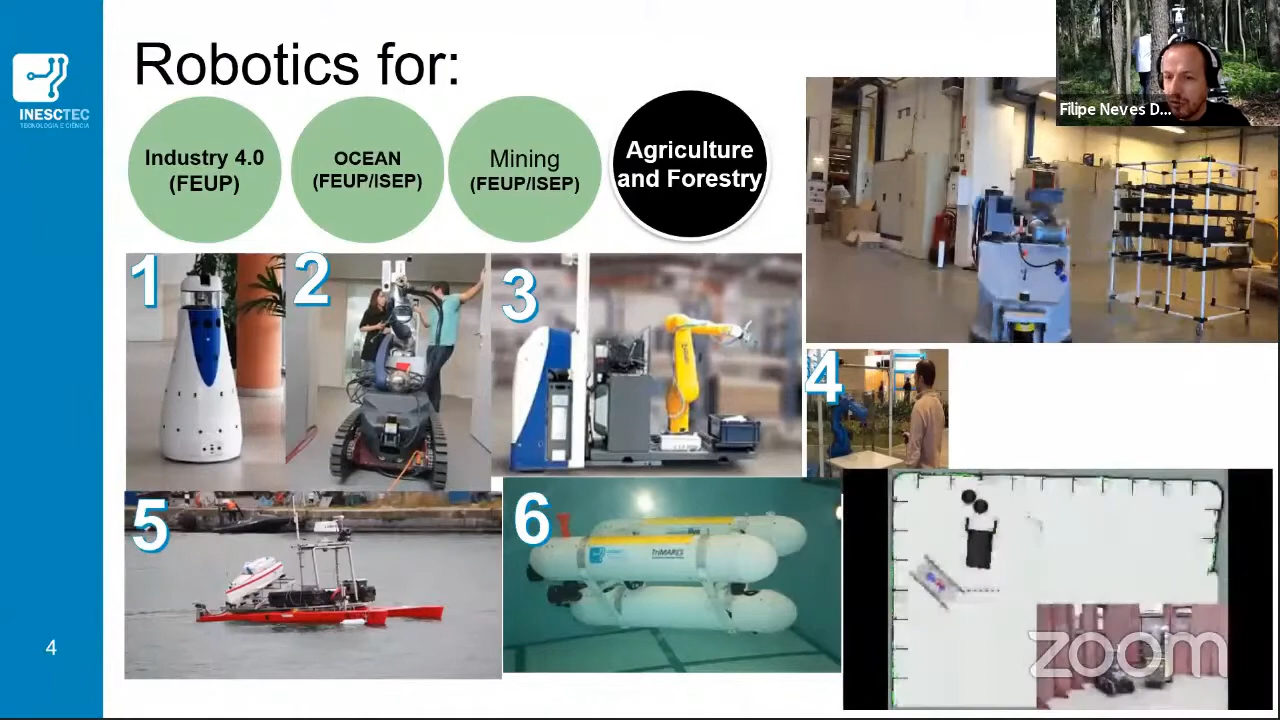 Robotics for:
INESCTEC
TECNOLOGIA E CIÊNCIA
Industry 4.0
(FEUP)
OCEAN
(FEUP/ISEP)
Mining
(FEUP/ISEP)
Agriculture
and Forestry
Filipe Neves D...
1
2
3
4
5
6
TriMARES
4
zoom